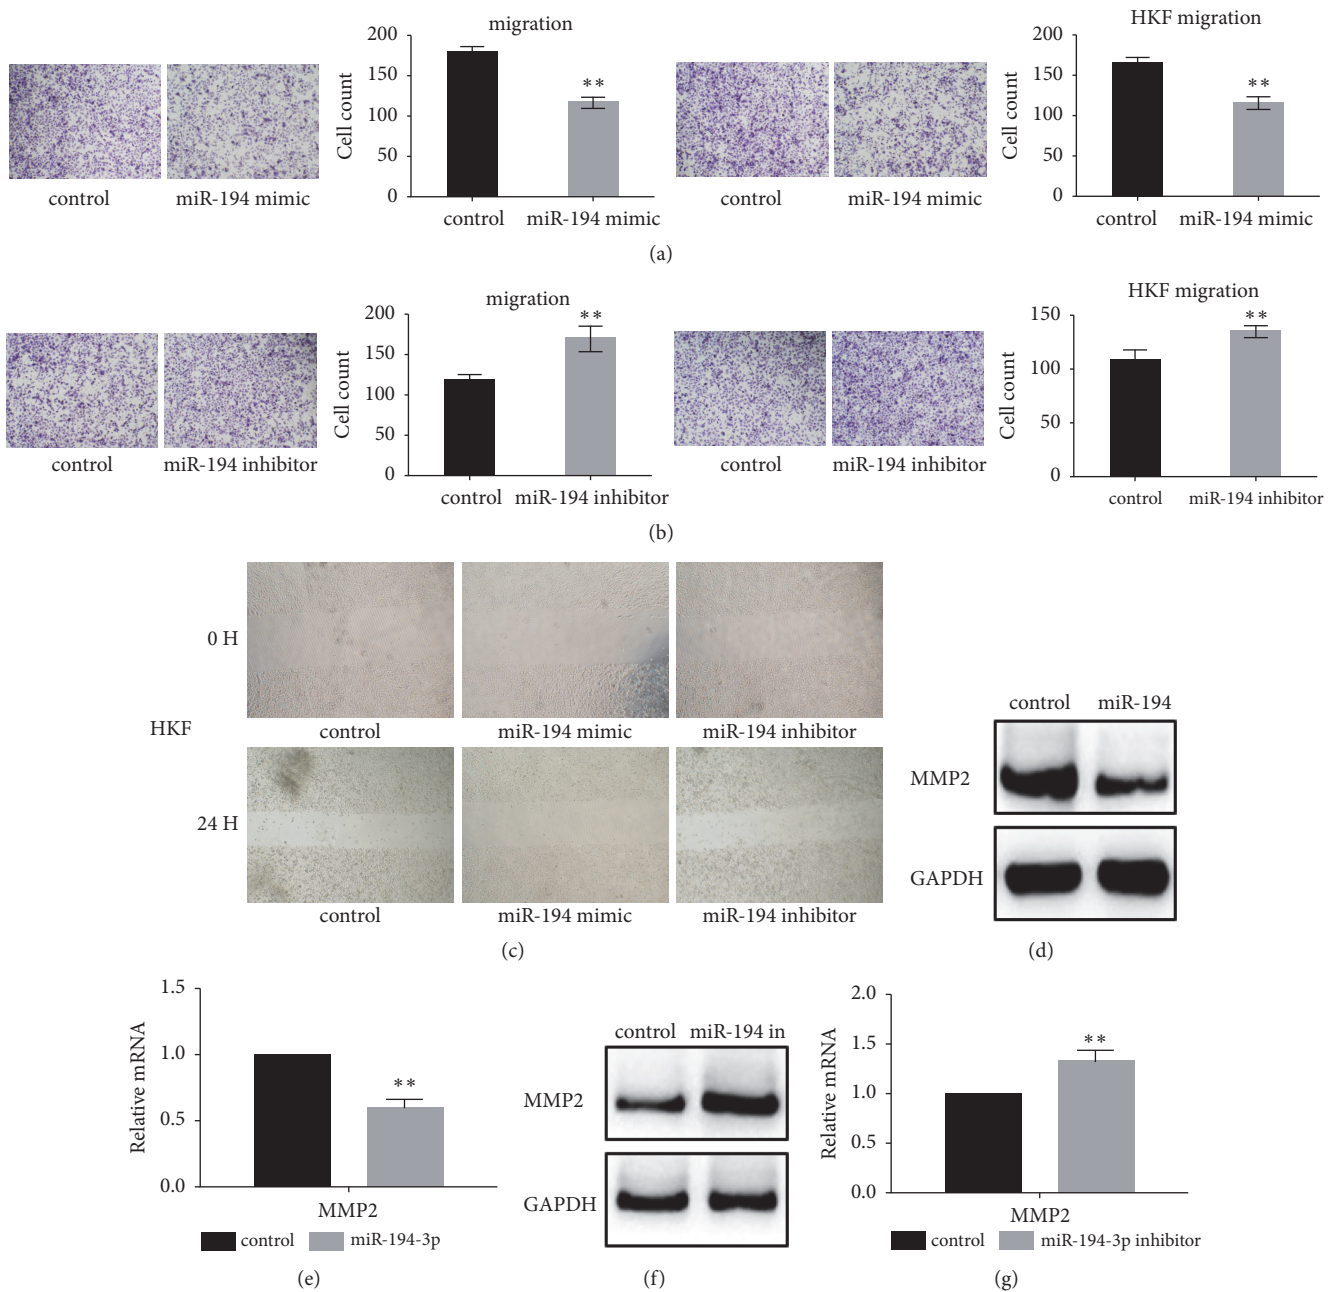 migration
200
150
100
50
0
Cell count
**
control miR-194 mimic
control miR-194 mimic
HKF migration
200
150
100
50
0
Cell count
**
control miR-194 mimic
control miR-194 mimic
(a)
migration
200
150
100
50
0
Cell count
**
control miR-194 inhibitor
control miR-194 inhibitor
HKF migration
150
100
50
0
Cell count
**
control miR-194 inhibitor
control miR-194 inhibitor
(b)
HKF
0 H
control miR-194 mimic miR-194 inhibitor
24 H
control miR-194 mimic miR-194 inhibitor
(c)
control miR-194
MMP2
GAPDH
(d)
1.5
1.0
0.5
0.0
Relative mRNA
**
MMP2
control miR-194-3p
(e)
control miR-194 in
MMP2
GAPDH
(f)
2.0
1.5
1.0
0.5
0.0
Relative mRNA
**
MMP2
control miR-194-3p inhibitor
(g)